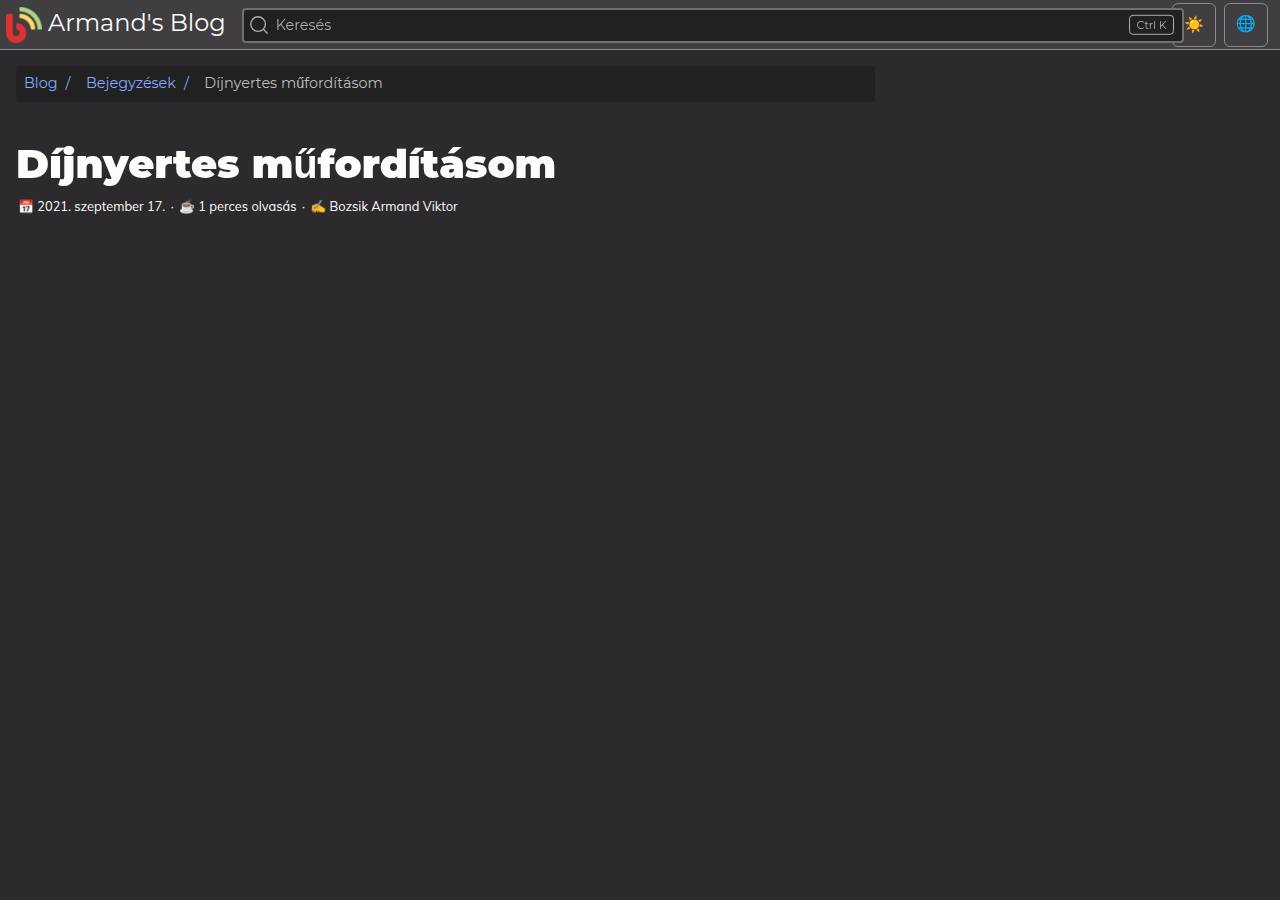 Armand's Blog Keresés Ctrl K
Blog / Bejegyzések / Díjnyertes műfordításom
Díjnyertes műfordításom
2021. szeptember 17. · 1 perces olvasás · Bozsik Armand Viktor